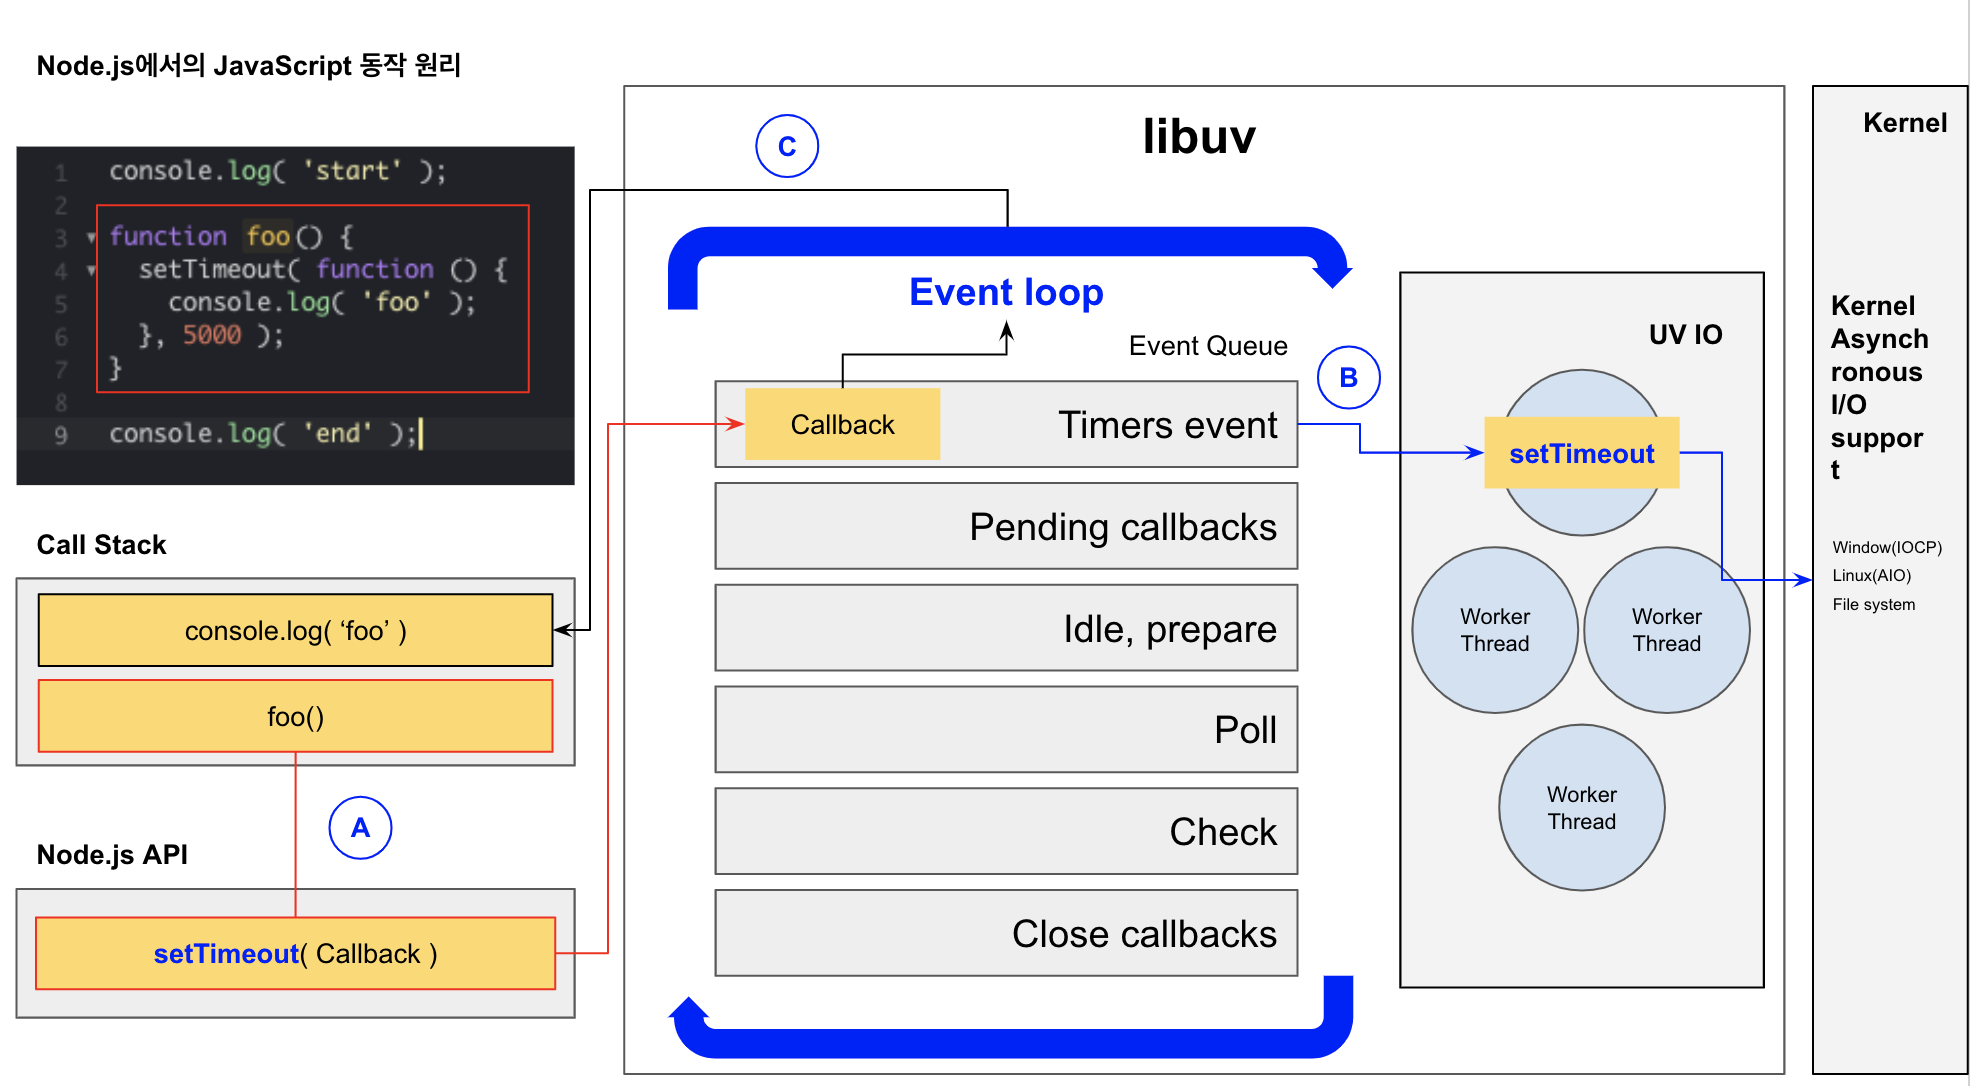 Node.js에서의 JavaScript 동작 원리
1 console.log( 'start' );
2
3 function foo() {
4 setTimeout( function () {
5 console.log( 'foo' );
6 }, 5000 );
7 }
8
9 console.log( 'end' );
Call Stack
console.log( ‘foo’ )
foo()
A
Node.js API
setTimeout( Callback )
libuv
C
Event loop
Event Queue
Callback
Timers event
Pending callbacks
Idle, prepare
Poll
Check
Close callbacks
B
UV IO
setTimeout
Worker
Thread
Worker
Thread
Worker
Thread
Kernel
Kernel
Asynch
ronous
I/O
suppor
t
Window(IOCP)
Linux(AIO)
File system